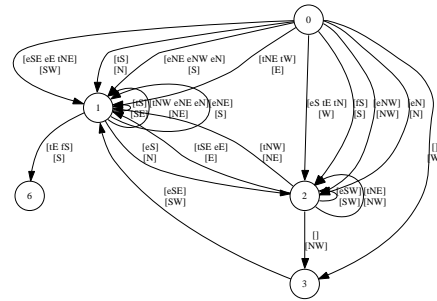 0
[eSE eE tNE]
[SW]
[tS]
[N]
[eNE eNW eN]
[S]
[tNE tW]
[E]
[eS tE tN]
[W]
[fS]
[S]
[eNW]
[NW]
[eN]
[N]
[]
1
[tS]
[SE]
[tNW eNE eN]
[NE]
[eNE]
[S]
[tE fS]
[S]
[eS]
[N]
[tSE eE]
[E]
[tNW]
[NE]
6
[eSE]
[SW]
2
[eSW]
[SW]
[tNE]
[NW]
[]
[NW]
3